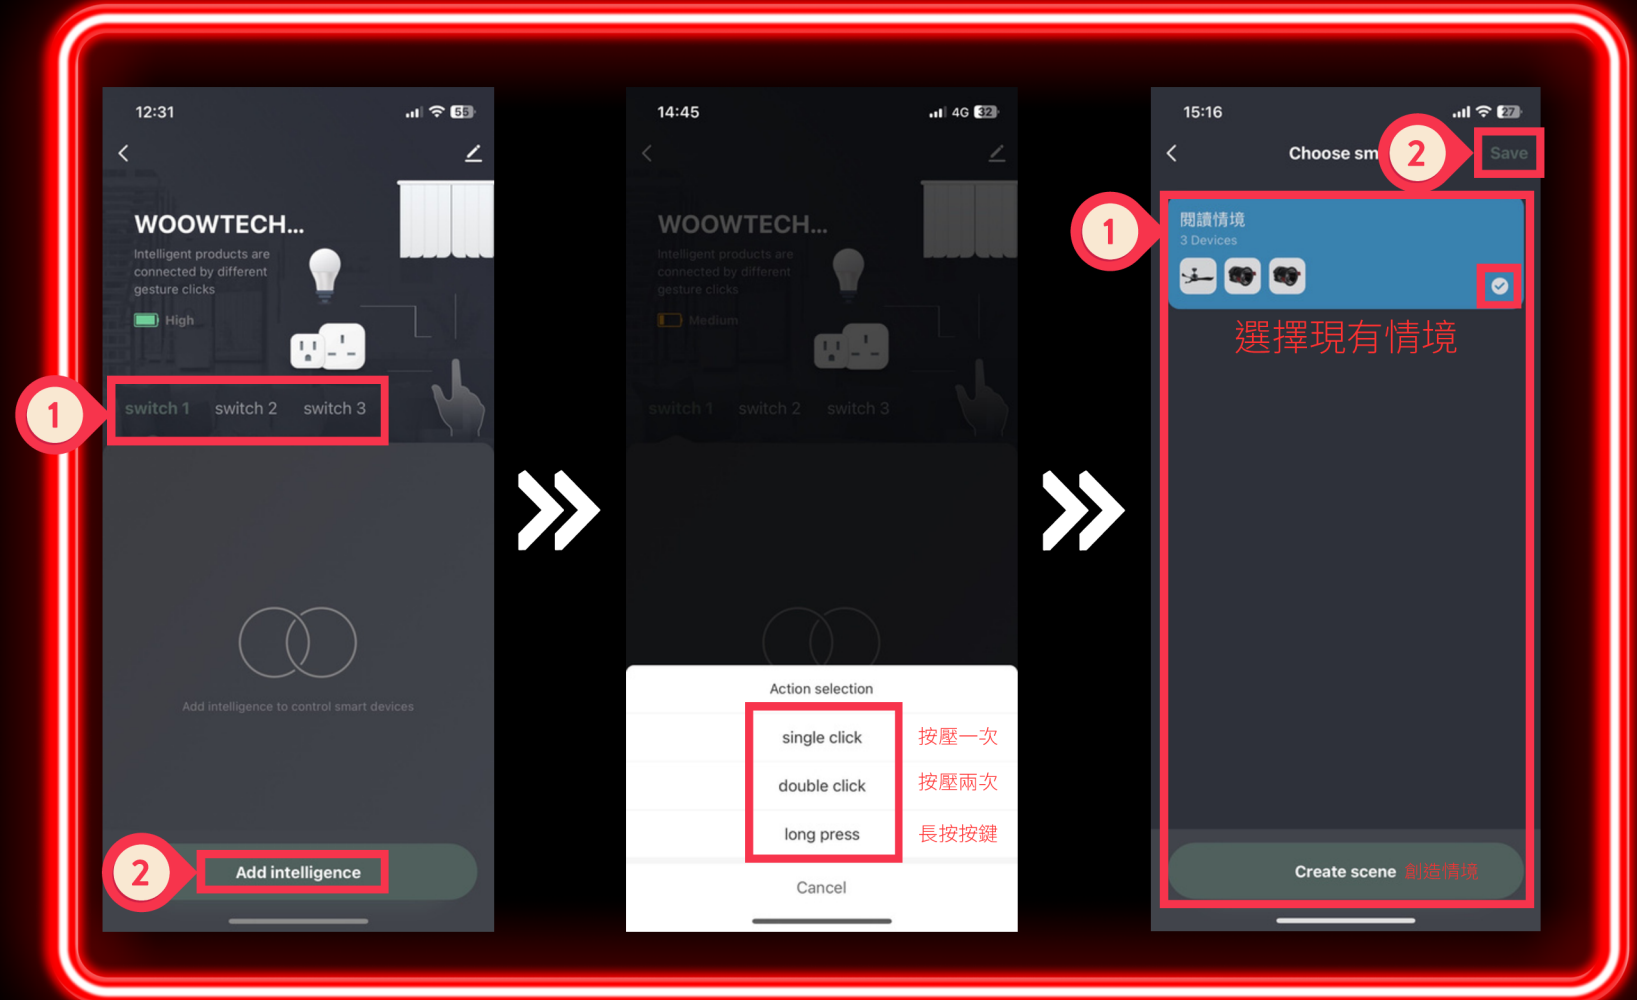 12:31
55
WOOWTECH...
Intelligent products are
connected by different
gesture clicks
High
1
switch 1 switch 2 switch 3
Add intelligence to control smart devices
2
Add intelligence
14:45
4G 32
WOOWTECH...
Intelligent products are
connected by different
gesture clicks
Medium
switch 1 switch 2 switch 3
Action selection
single click 按壓一次
double click 按壓兩次
long press 長按按鍵
Cancel
15:16
27
Choose sm
2
Save
1
閱讀情境
3 Devices
選擇現有情境
Create scene 創造情境